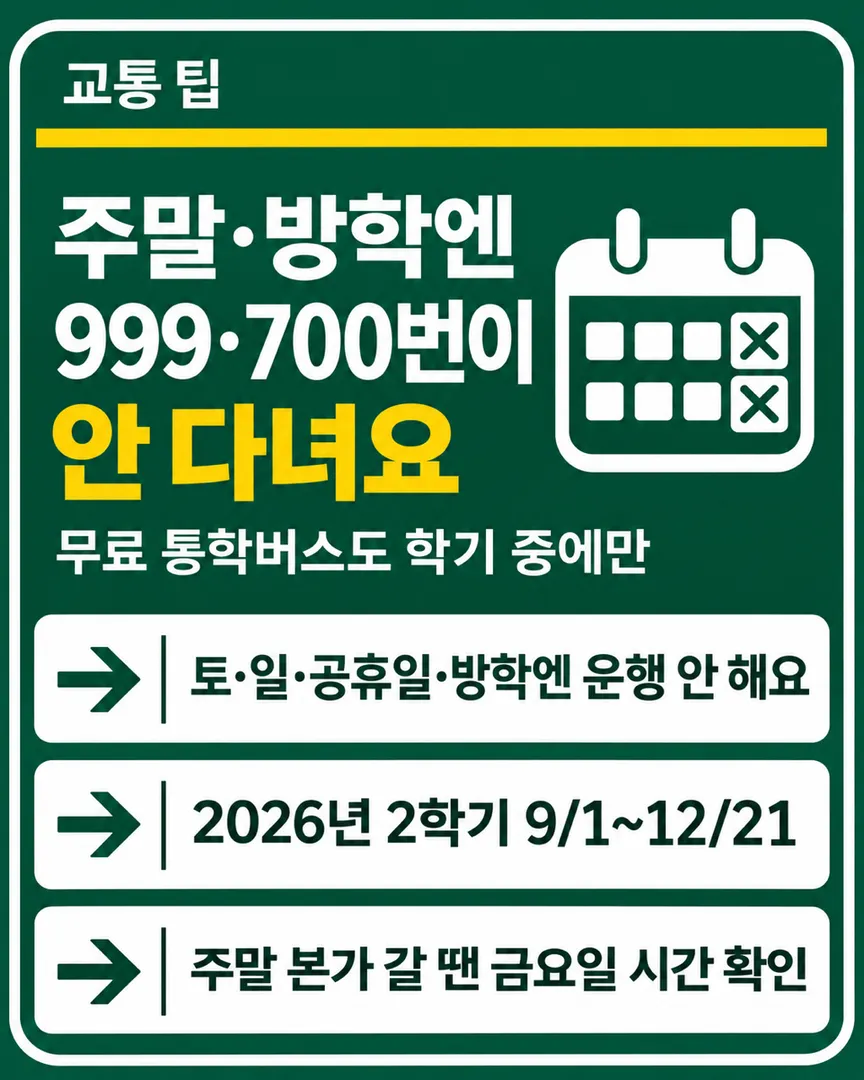 교통 팁
주말·방학엔
999·700번이
안 다녀요
무료 통학버스도 학기 중에만
토·일·공휴일·방학엔 운행 안 해요
2026년 2학기 9/1~12/21
주말 본가 갈 땐 금요일 시간 확인